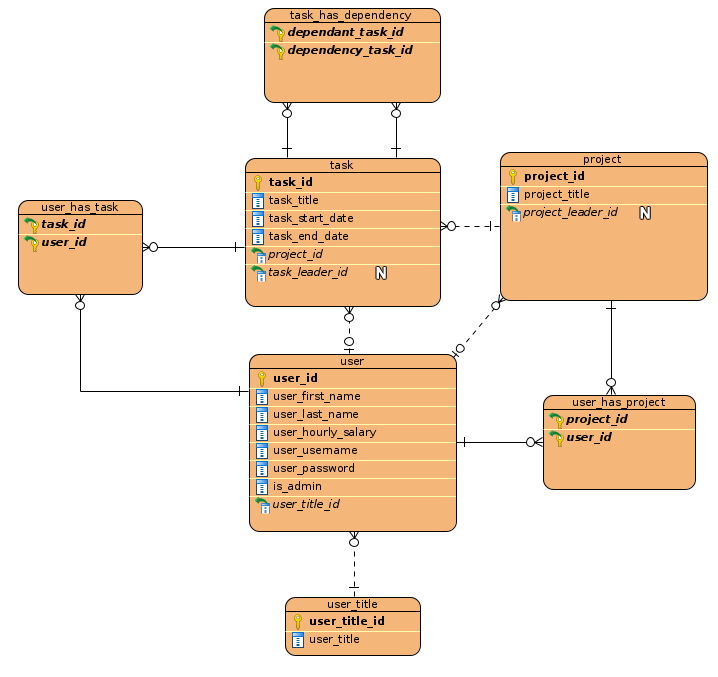 task_has_dependency
dependant_task_id
dependency_task_id
task
task_id
task_title
task_start_date
task_end_date
project_id
task_leader_id N
project
project_id
project_title
project_leader_id N
user_has_task
task_id
user_id
user
user_id
user_first_name
user_last_name
user_hourly_salary
user_username
user_password
is_admin
user_title_id
user_has_project
project_id
user_id
user_title
user_title_id
user_title